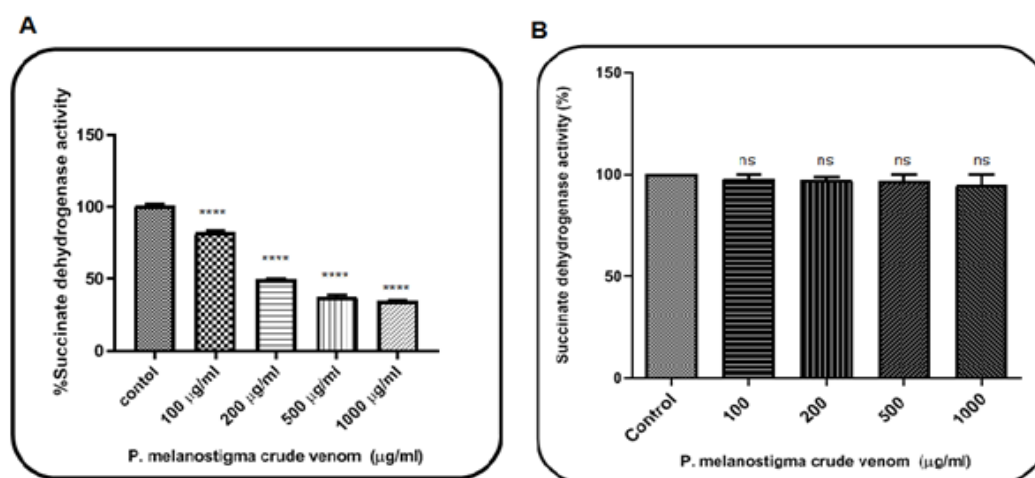 A
%Succinate dehydrogenase activity
150
100
50
0
****
****
****
****
contol
100 μg/ml
200 μg/ml
500 μg/ml
1000 μg/ml
P. melanostigma crude venom (μg/ml)
B
Succinate dehydrogenase activity (%)
150
100
50
0
ns
ns
ns
ns
Control
100
200
500
1000
P. melanostigma crude venom (μg/ml)